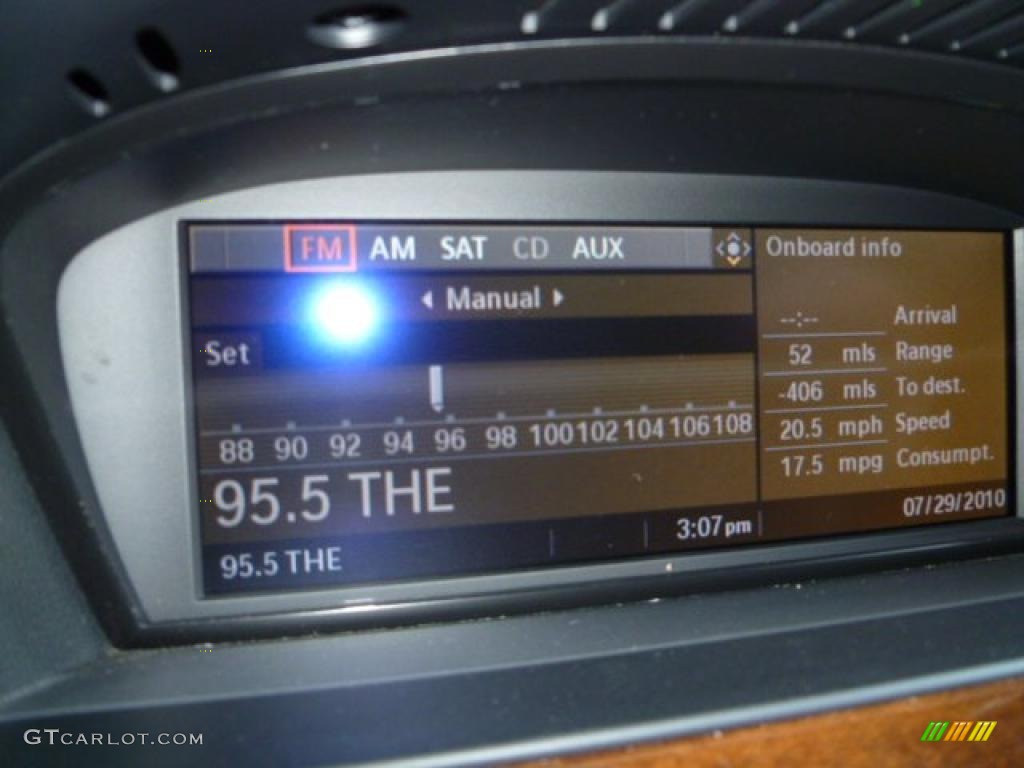 FM AM SAT CD AUX
Manual
Set
88 90 92 94 96 98 100 102 104 106 108
95.5 THE
95.5 THE
3:07pm
Onboard info
--:-- Arrival
52 mls Range
-406 mls To dest.
20.5 mph Speed
17.5 mpg Consumpt.
07/29/2010
GTCARLOT.COM